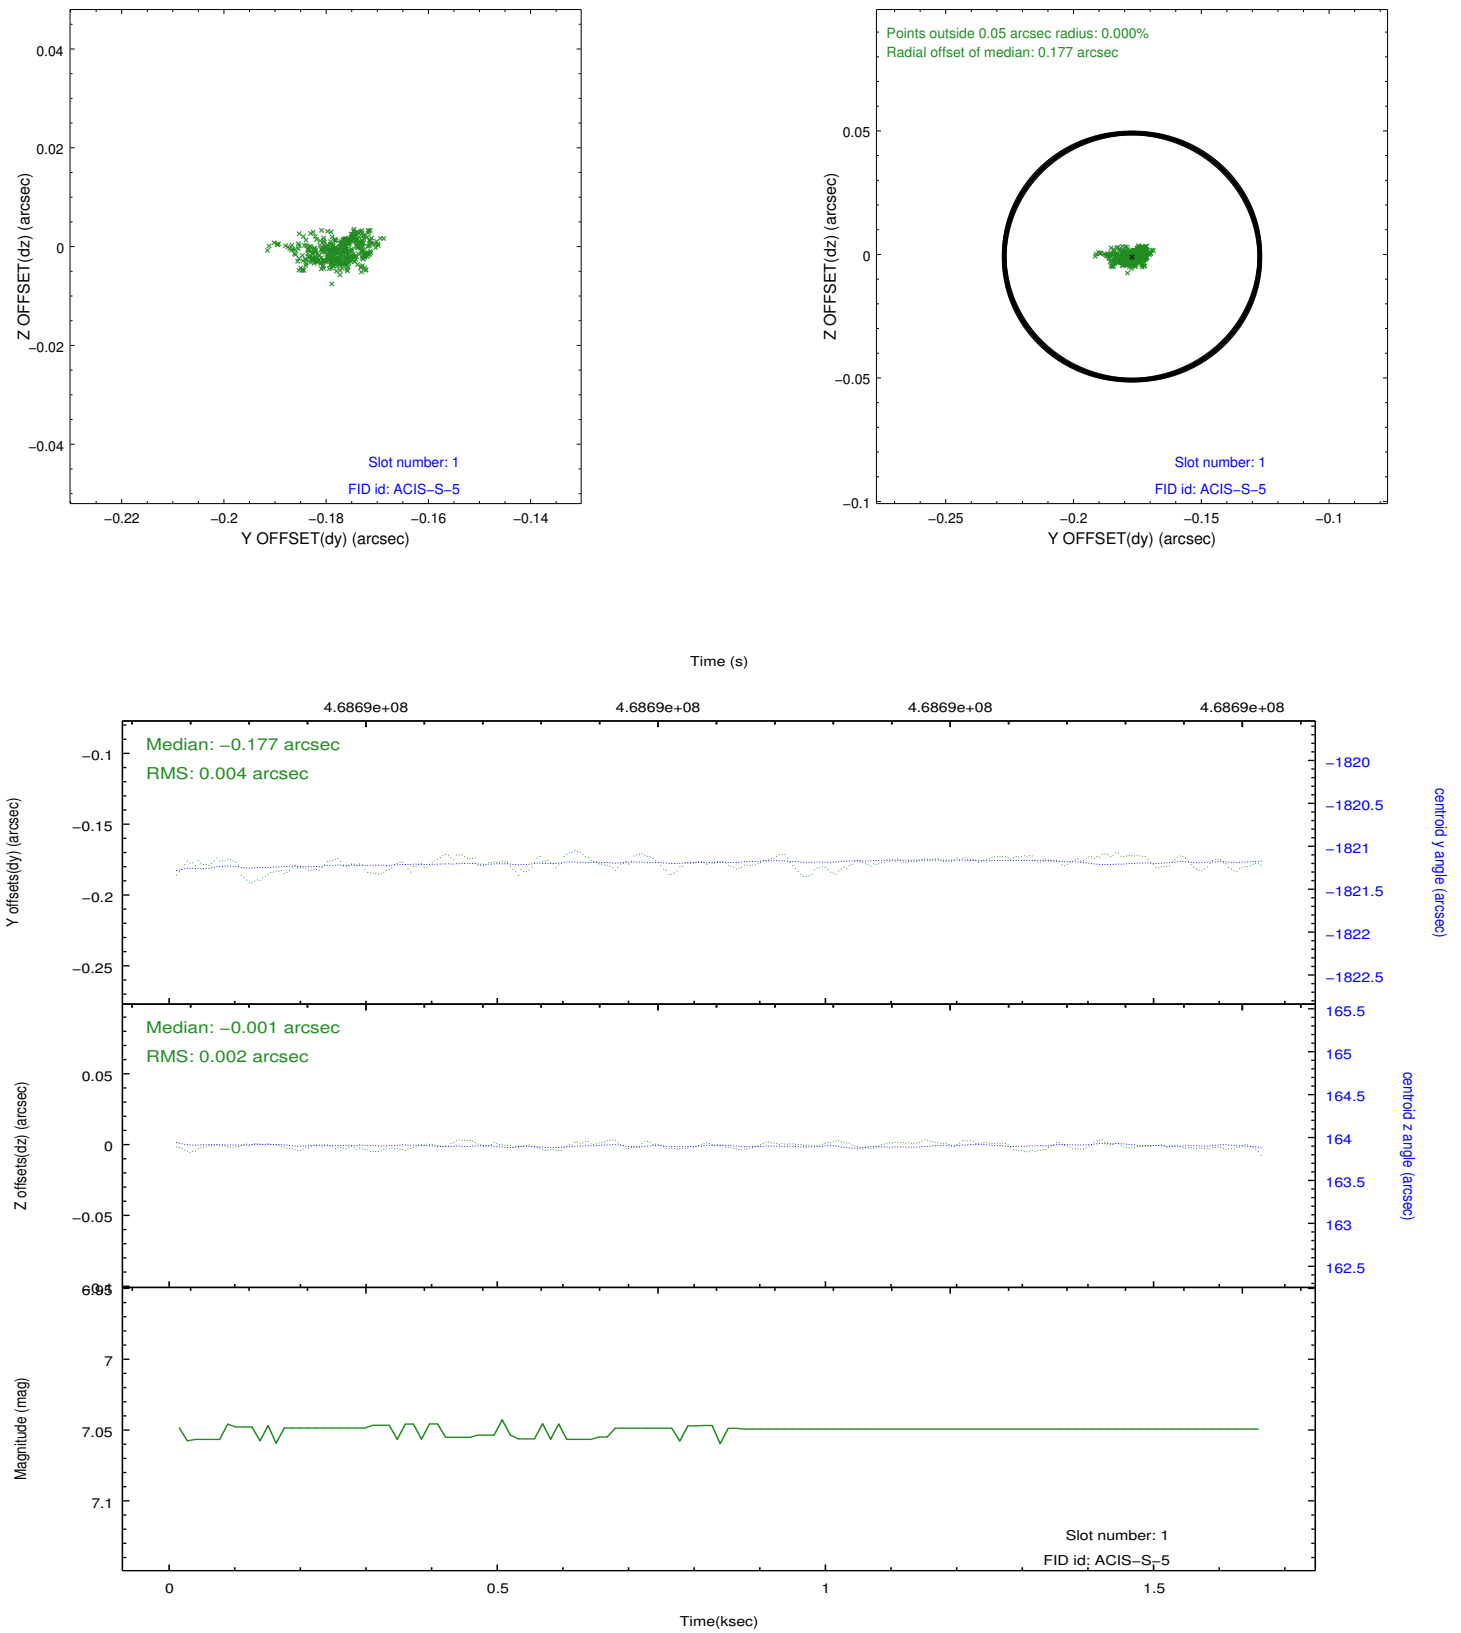 0.04
0.02
0
−0.02
−0.04
Z OFFSET(dz) (arcsec)
Slot number: 1
FID id: ACIS−S−5
−0.22
−0.2
−0.18
−0.16
−0.14
Y OFFSET(dy) (arcsec)
Points outside 0.05 arcsec radius: 0.000%
Radial offset of median: 0.177 arcsec
0.05
0
−0.05
−0.1
Z OFFSET(dz) (arcsec)
Slot number: 1
FID id: ACIS−S−5
−0.25
−0.2
−0.15
−0.1
Y OFFSET(dy) (arcsec)
Time (s)
4.6869e+08
4.6869e+08
4.6869e+08
4.6869e+08
Median: −0.177 arcsec
RMS: 0.004 arcsec
−0.1
−0.15
−0.2
−0.25
Y offsets(dy) (arcsec)
−1820
−1820.5
−1821
−1821.5
−1822
−1822.5
centroid y angle (arcsec)
Median: −0.001 arcsec
RMS: 0.002 arcsec
0.05
0
−0.05
−0.1
Z offsets(dz) (arcsec)
165.5
165
164.5
164
163.5
163
162.5
centroid z angle (arcsec)
6.95
7
7.05
7.1
Magnitude (mag)
Slot number: 1
FID id: ACIS−S−5
0
0.5
1
1.5
Time(ksec)